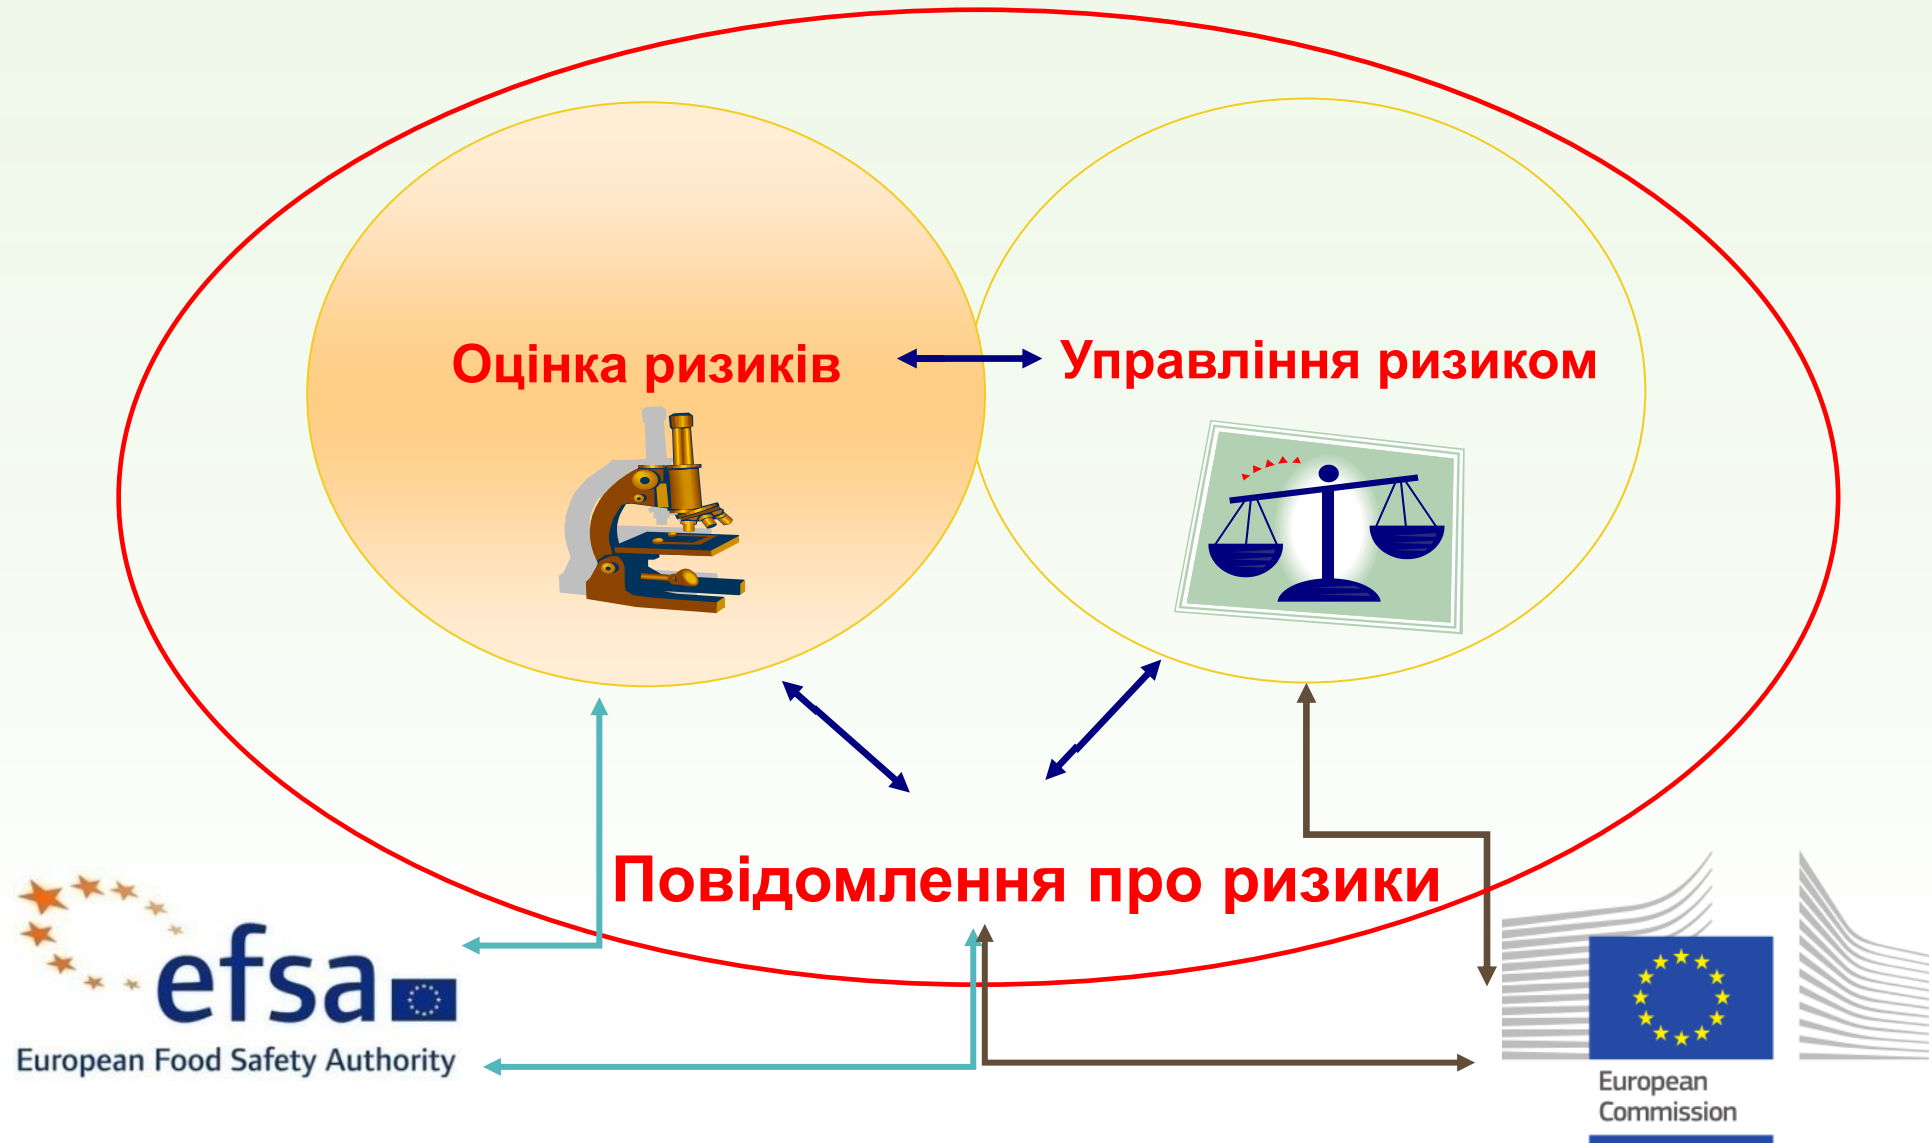 Оцінка ризиків
Управління ризиком
Повідомлення про ризики
efsa
European Food Safety Authority
European
Commission